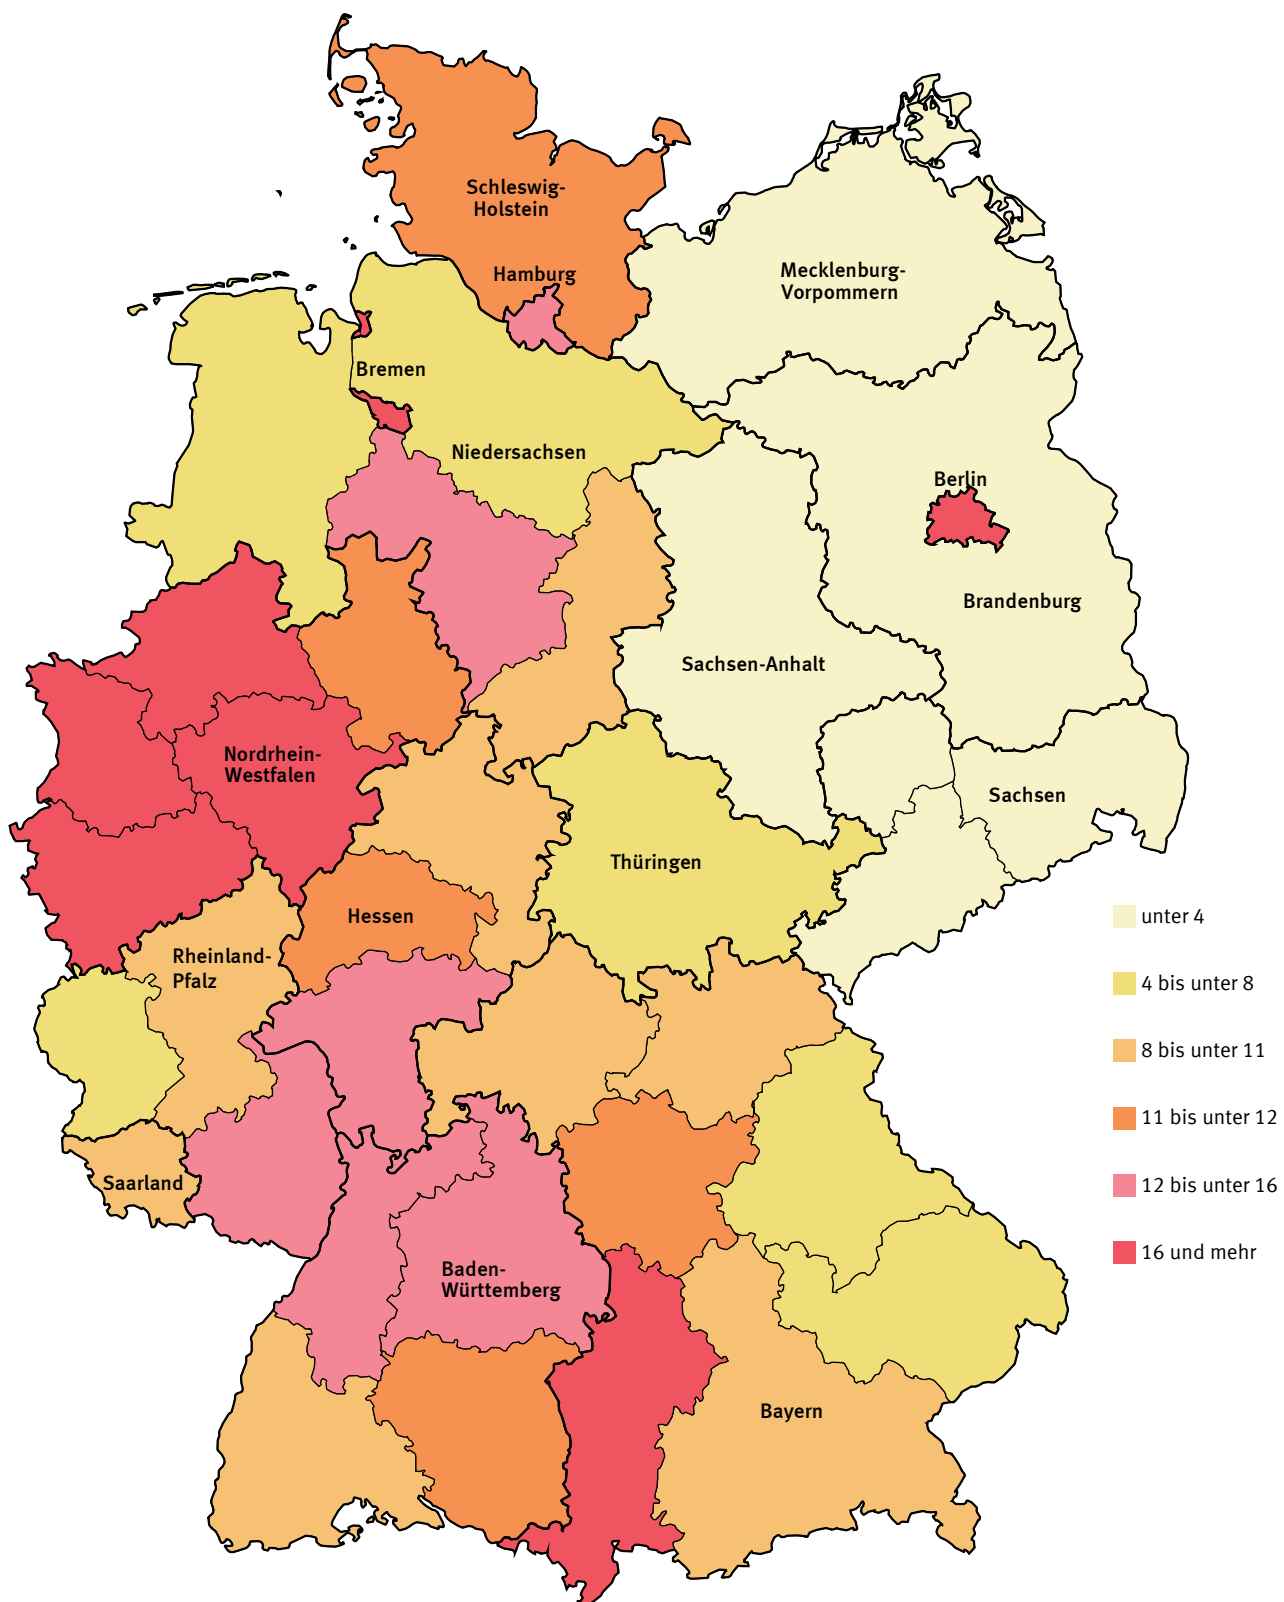 Schleswig-
Holstein
Hamburg
Mecklenburg-
Vorpommern
Bremen
Niedersachsen
Berlin
Brandenburg
Sachsen-Anhalt
Nordrhein-
Westfalen
Sachsen
Thüringen
Hessen
Rheinland-
Pfalz
Saarland
Baden-
Württemberg
Bayern
unter 4
4 bis unter 8
8 bis unter 11
11 bis unter 12
12 bis unter 16
16 und mehr